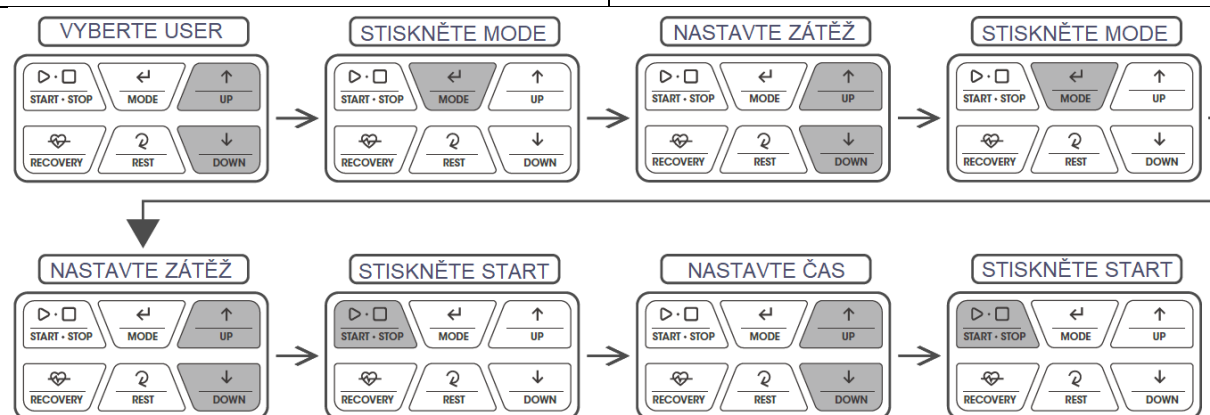 VYBERTE USER
START • STOP
MODE
UP
RECOVERY
REST
DOWN
STISKNĚTE MODE
START • STOP
MODE
UP
RECOVERY
REST
DOWN
NASTAVTE ZÁTĚŽ
START • STOP
MODE
UP
RECOVERY
REST
DOWN
STISKNĚTE MODE
START • STOP
MODE
UP
RECOVERY
REST
DOWN
NASTAVTE ZÁTĚŽ
START • STOP
MODE
UP
RECOVERY
REST
DOWN
STISKNĚTE START
START • STOP
MODE
UP
RECOVERY
REST
DOWN
NASTAVTE ČAS
START • STOP
MODE
UP
RECOVERY
REST
DOWN
STISKNĚTE START
START • STOP
MODE
UP
RECOVERY
REST
DOWN